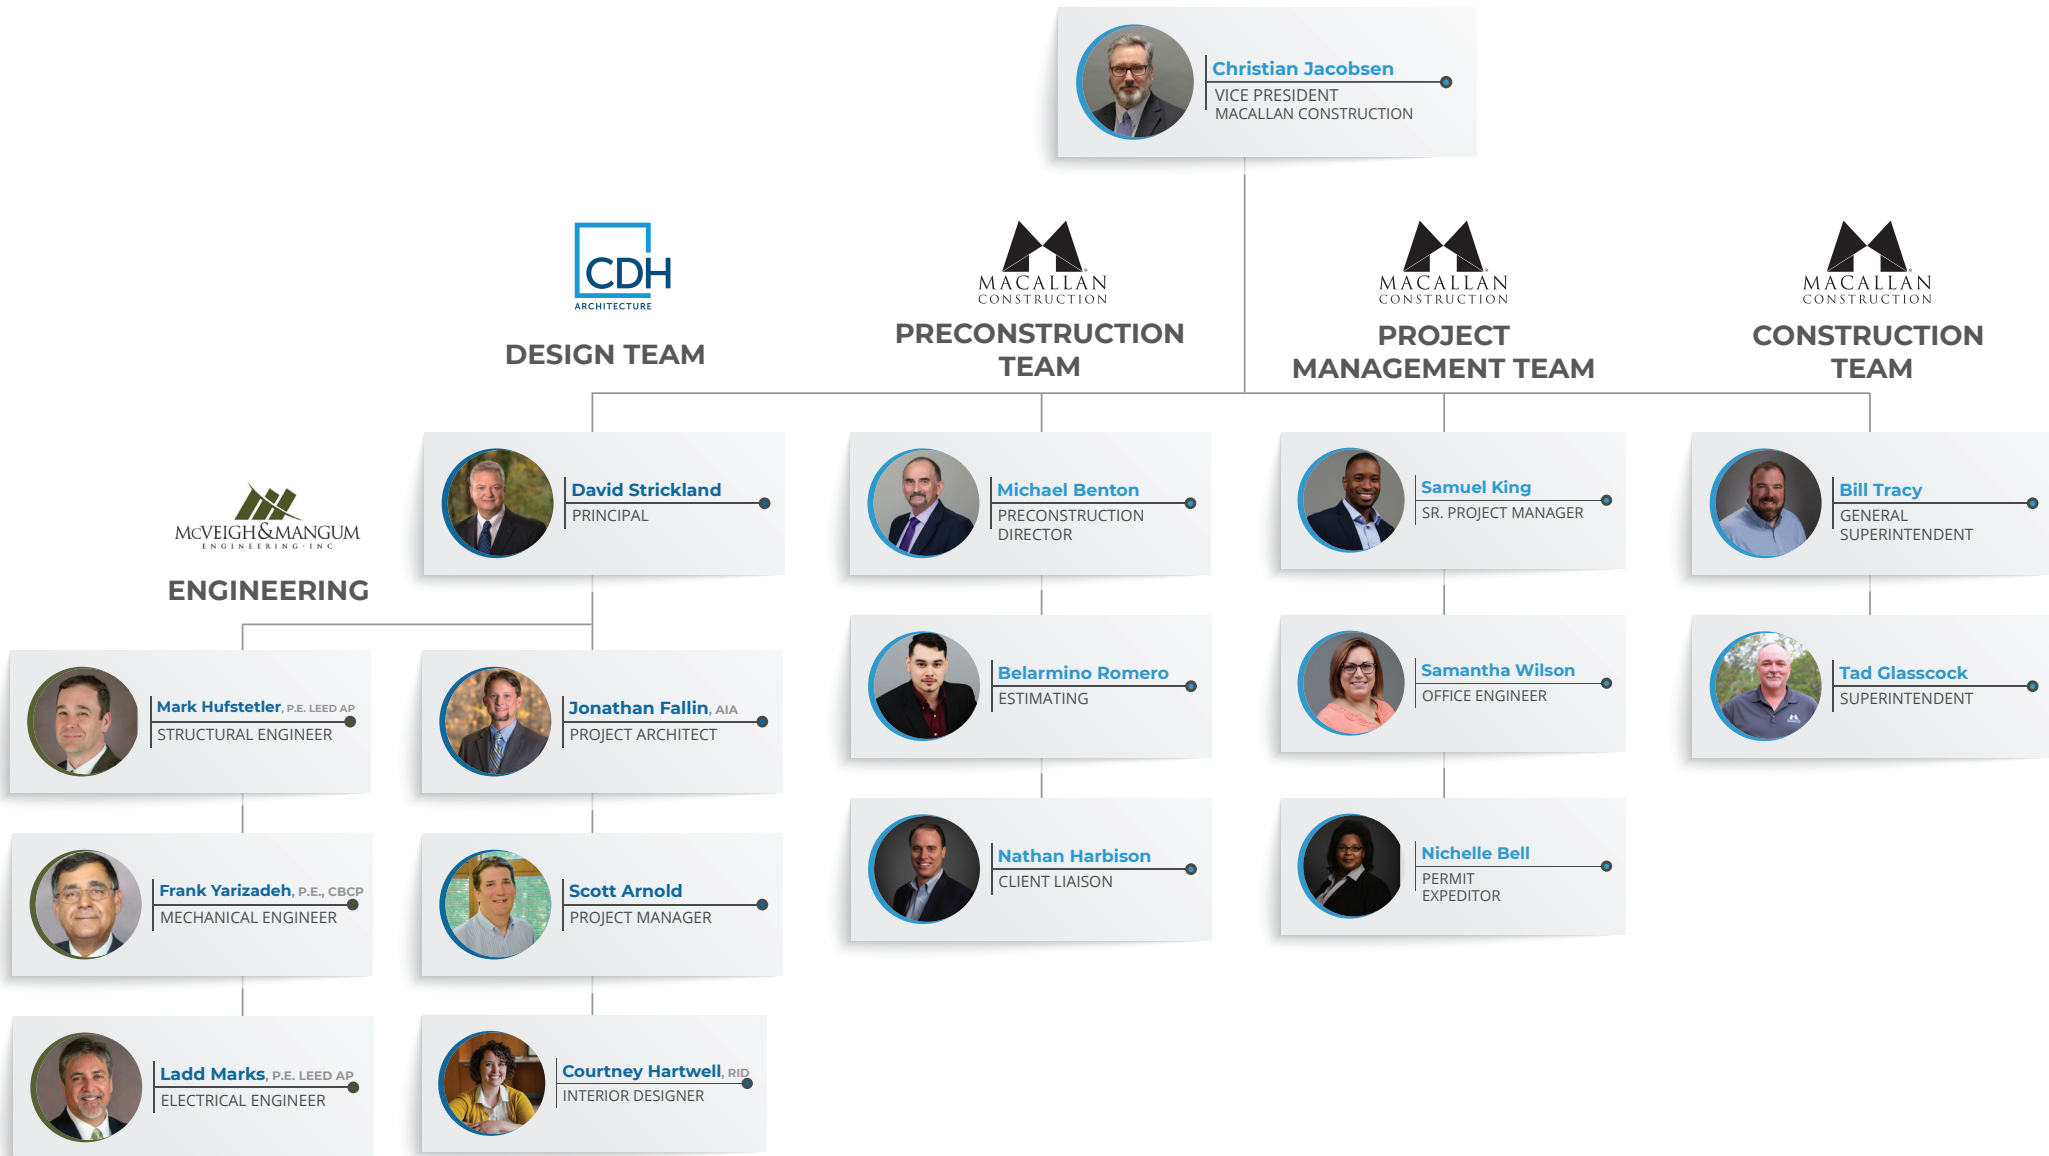 Christian Jacobsen
VICE PRESIDENT
MACALLAN CONSTRUCTION
CDH
ARCHITECTURE
DESIGN TEAM
MACALLAN
CONSTRUCTION
PRECONSTRUCTION
TEAM
MACALLAN
CONSTRUCTION
PROJECT
MANAGEMENT TEAM
MACALLAN
CONSTRUCTION
CONSTRUCTION
TEAM
McVEIGH&MANGUM
ENGINEERING·INC
ENGINEERING
David Strickland
PRINCIPAL
Michael Benton
PRECONSTRUCTION
DIRECTOR
Samuel King
SR. PROJECT MANAGER
Bill Tracy
GENERAL
SUPERINTENDENT
Mark Hufstetler, P.E. LEED AP
STRUCTURAL ENGINEER
Jonathan Fallin, AIA
PROJECT ARCHITECT
Belarmino Romero
ESTIMATING
Samantha Wilson
OFFICE ENGINEER
Tad Glasscock
SUPERINTENDENT
Frank Yarizadeh, P.E., CBCP
MECHANICAL ENGINEER
Scott Arnold
PROJECT MANAGER
Nathan Harbison
CLIENT LIAISON
Nichelle Bell
PERMIT
EXPEDITOR
Ladd Marks, P.E. LEED AP
ELECTRICAL ENGINEER
Courtney Hartwell, RID
INTERIOR DESIGNER